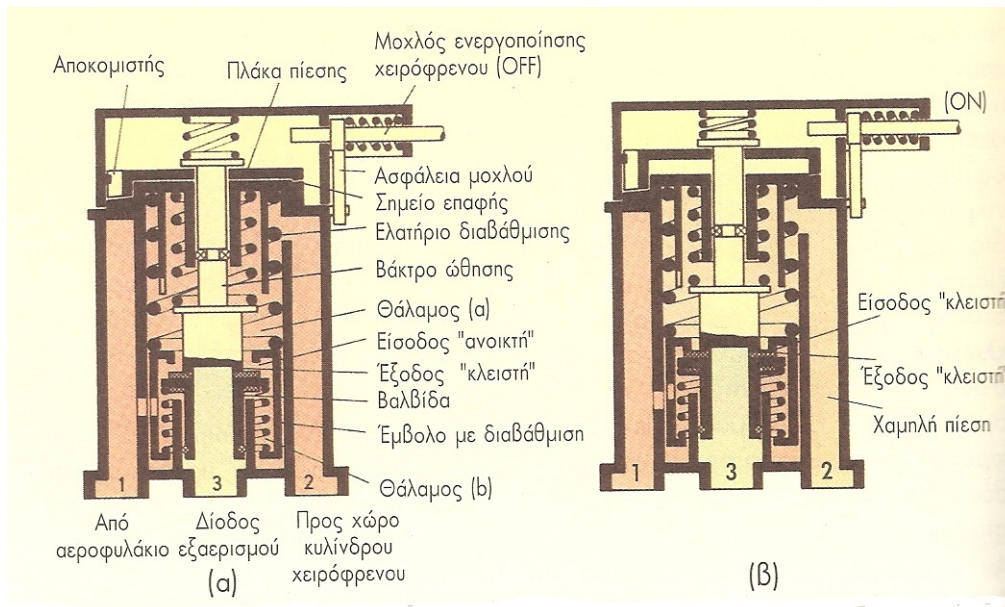 Μοχλός ενεργοποίησης
χειρόφρενου (OFF)
Αποκομιστής
Πλάκα πίεσης
Ασφάλεια μοχλού
Σημείο επαφής
Ελατήριο διαβάθμισης
Βάκτρο ώθησης
Θάλαμος (a)
Είσοδος "ανοικτή"
Έξοδος "κλειστή"
Βαλβίδα
Έμβολο με διαβάθμιση
Θάλαμος (b)
1
3
2
Από
αεροφυλάκιο
Δίοδος
εξαερισμού
Προς χώρο
κυλίνδρου
χειρόφρενου
(α)
(ON)
Είσοδος "κλειστή
Έξοδος "κλειστή
Χαμηλή πίεση
1
3
2
(β)